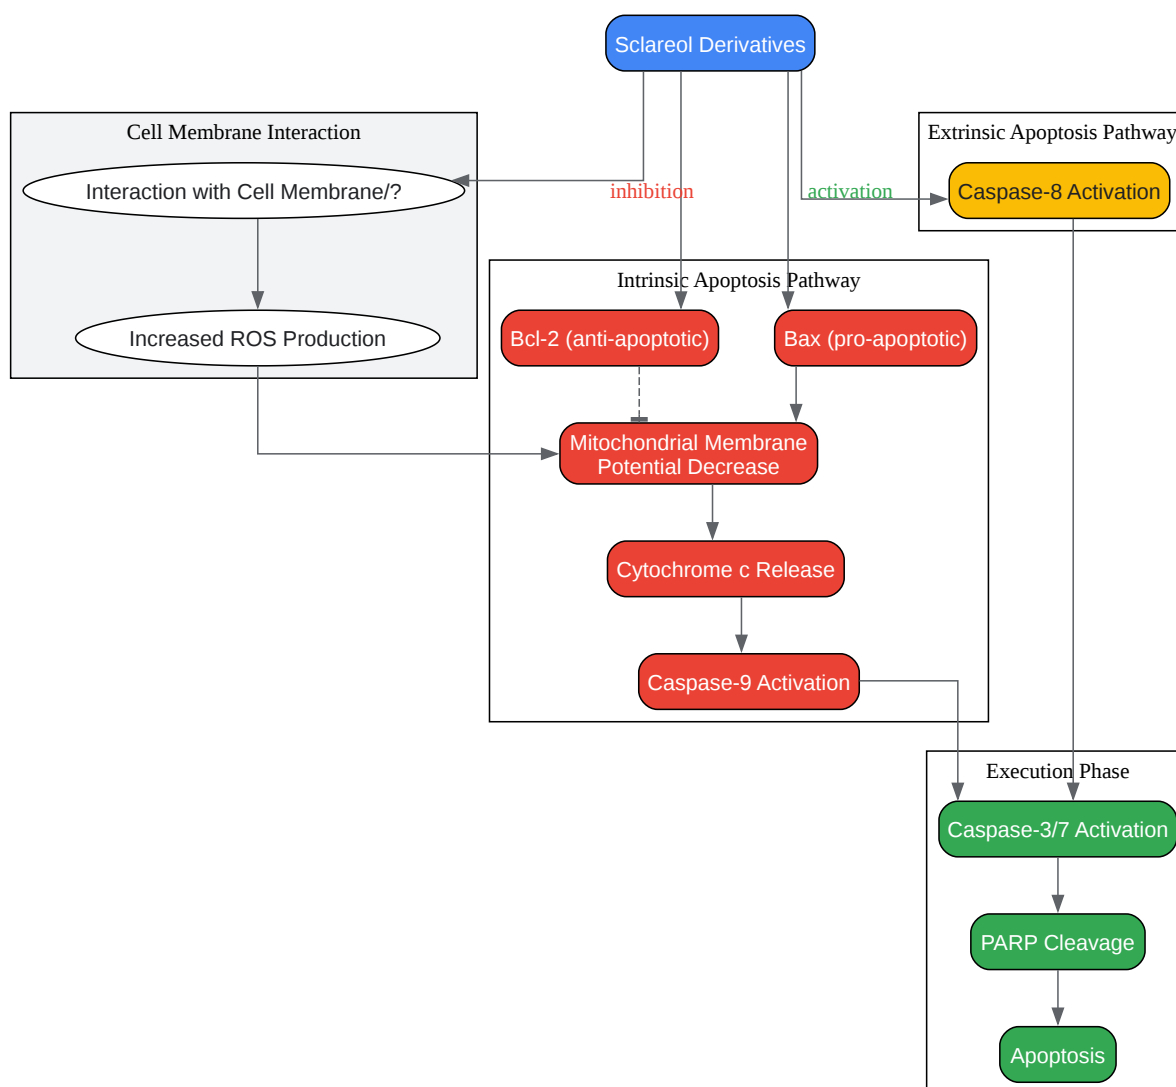 Sclareol Derivatives
Cell Membrane Interaction
Extrinsic Apoptosis Pathway
Interaction with Cell Membrane/?
inhibition
activation
Caspase-8 Activation
Intrinsic Apoptosis Pathway
Increased ROS Production
Bcl-2 (anti-apoptotic)
Bax (pro-apoptotic)
Mitochondrial Membrane
Potential Decrease
Cytochrome c Release
Caspase-9 Activation
Execution Phase
Caspase-3/7 Activation
PARP Cleavage
Apoptosis